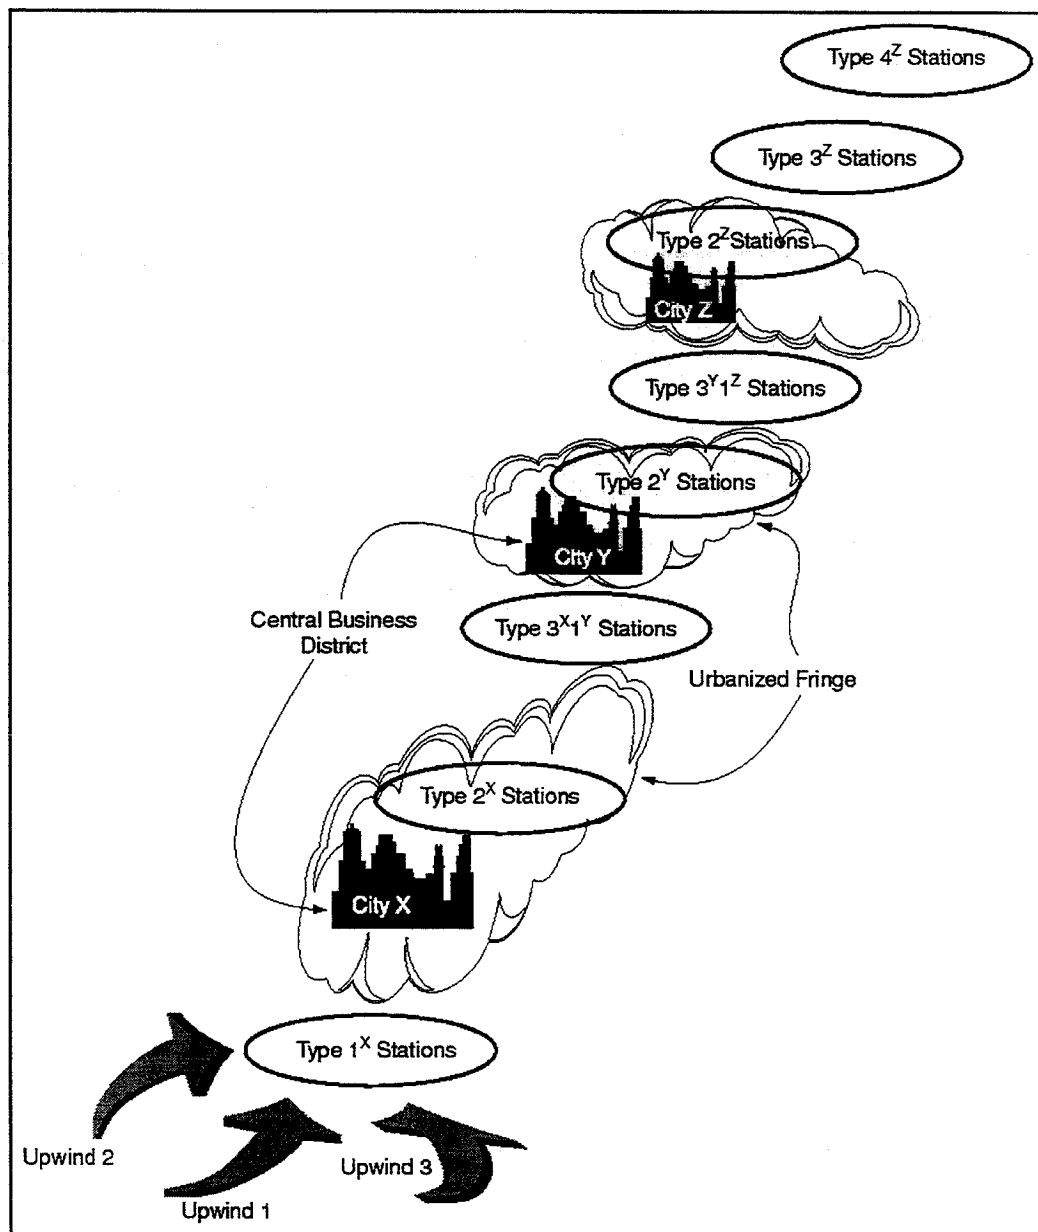 Type 4^Z Stations
Type 3^Z Stations
Type 2^Z Stations
City Z
Type 3^Y1^Z Stations
Type 2^Y Stations
City Y
Central Business
District
Type 3^X1^Y Stations
Urbanized Fringe
Type 2^X Stations
City X
Type 1^X Stations
Upwind 2
Upwind 3
Upwind 1